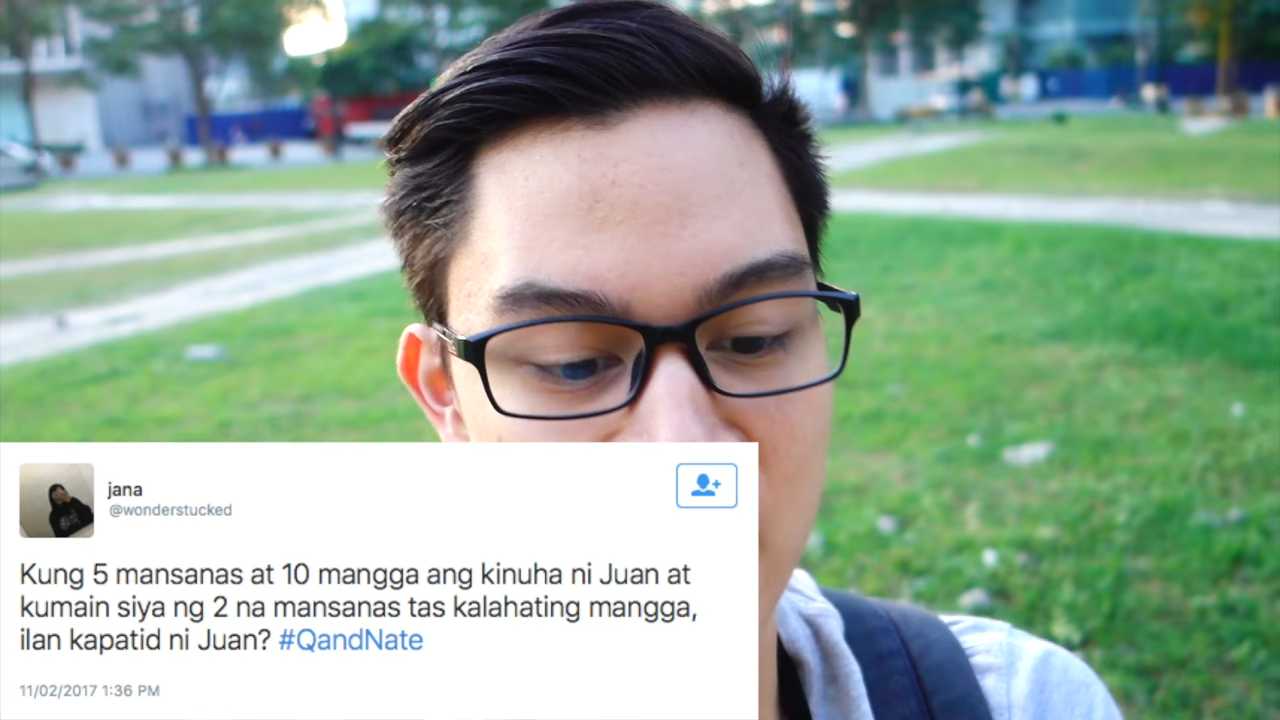 jana
@wonderstucked
Kung 5 mansanas at 10 mangga ang kinuha ni Juan at
kumain siya ng 2 na mansanas tas kalahating mangga,
ilan kapatid ni Juan? #QandNate
11/02/2017 1:36 PM